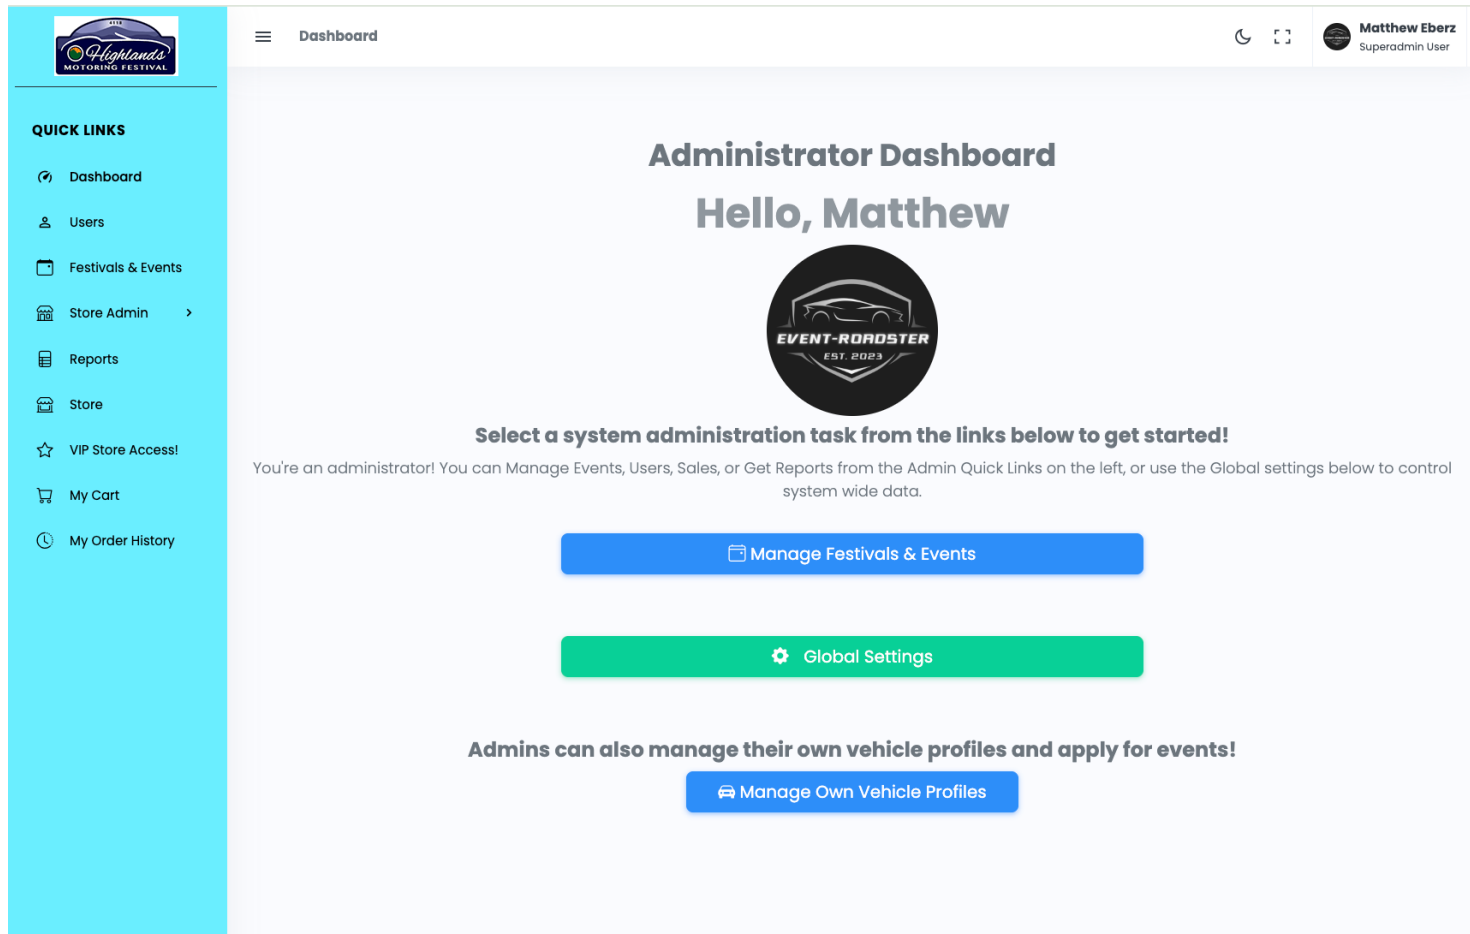 4118
Highlands
MOTORING FESTIVAL
QUICK LINKS
Dashboard
Users
Festivals & Events
Store Admin
Reports
Store
VIP Store Access!
My Cart
My Order History
Dashboard
Matthew Eberz
Superadmin User
Administrator Dashboard
Hello, Matthew
EVENT-ROADSTER
EST. 2023
Select a system administration task from the links below to get started!
You're an administrator! You can Manage Events, Users, Sales, or Get Reports from the Admin Quick Links on the left, or use the Global settings below to control
system wide data.
Manage Festivals & Events
Global Settings
Admins can also manage their own vehicle profiles and apply for events!
Manage Own Vehicle Profiles